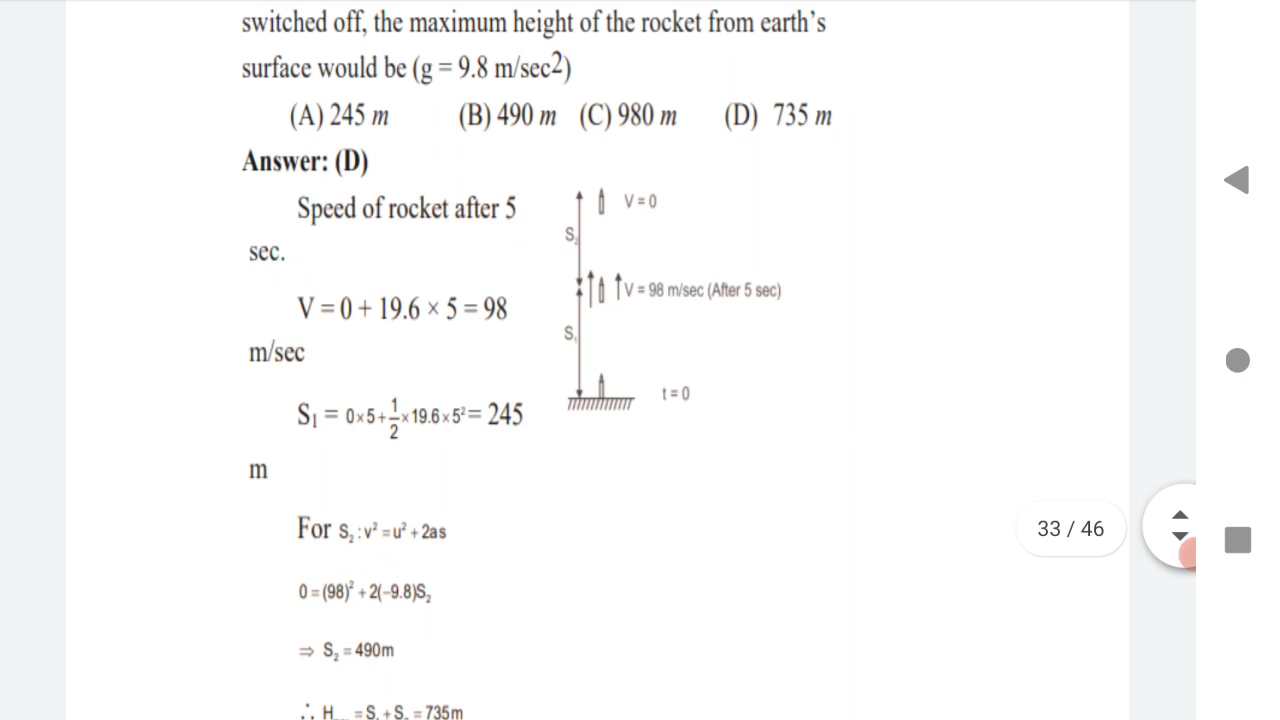 switched off, the maximum height of the rocket from earth's
surface would be (g = 9.8 m/sec2)
(A) 245 m (B) 490 m (C) 980 m (D) 735 m
Answer: (D)
Speed of rocket after 5
sec.
V = 0 + 19.6 × 5 = 98
m/sec
S₁ = 0×5+1/2×19.6×5²= 245
m
V = 0
S₂
V = 98 m/sec (After 5 sec)
S₁
t = 0
For S₂ : v² = u² + 2as
0 = (98)² + 2(−9.8)S₂
⇒ S₂ = 490m
∴ H = S + S = 735m
33 / 46